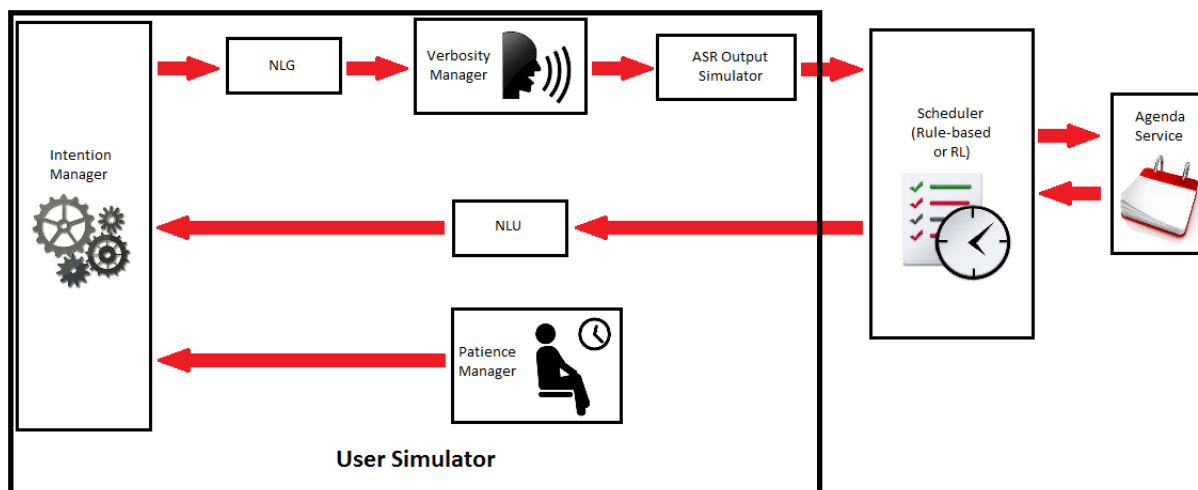 NLG
Verbosity
Manager
ASR Output
Simulator
Scheduler
(Rule-based
or RL)
Agenda
Service
Intention
Manager
NLU
Patience
Manager
User Simulator